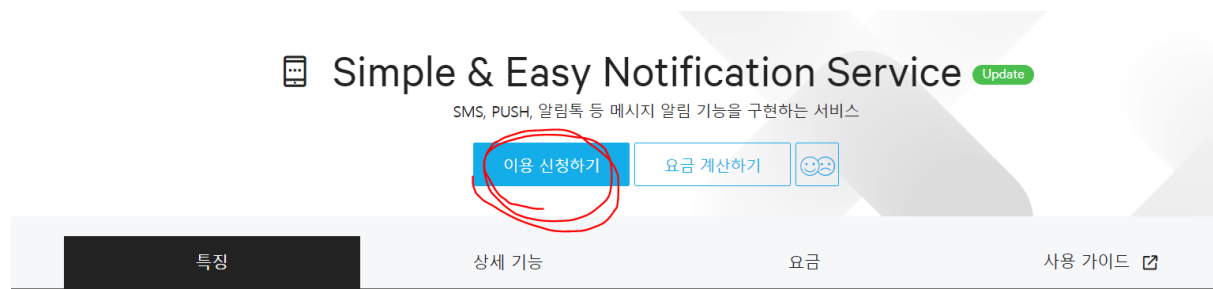 Simple & Easy Notification Service Update
SMS, PUSH, 알림톡 등 메시지 알림 기능을 구현하는 서비스
이용 신청하기 요금 계산하기
특징 상세 기능 요금 사용 가이드